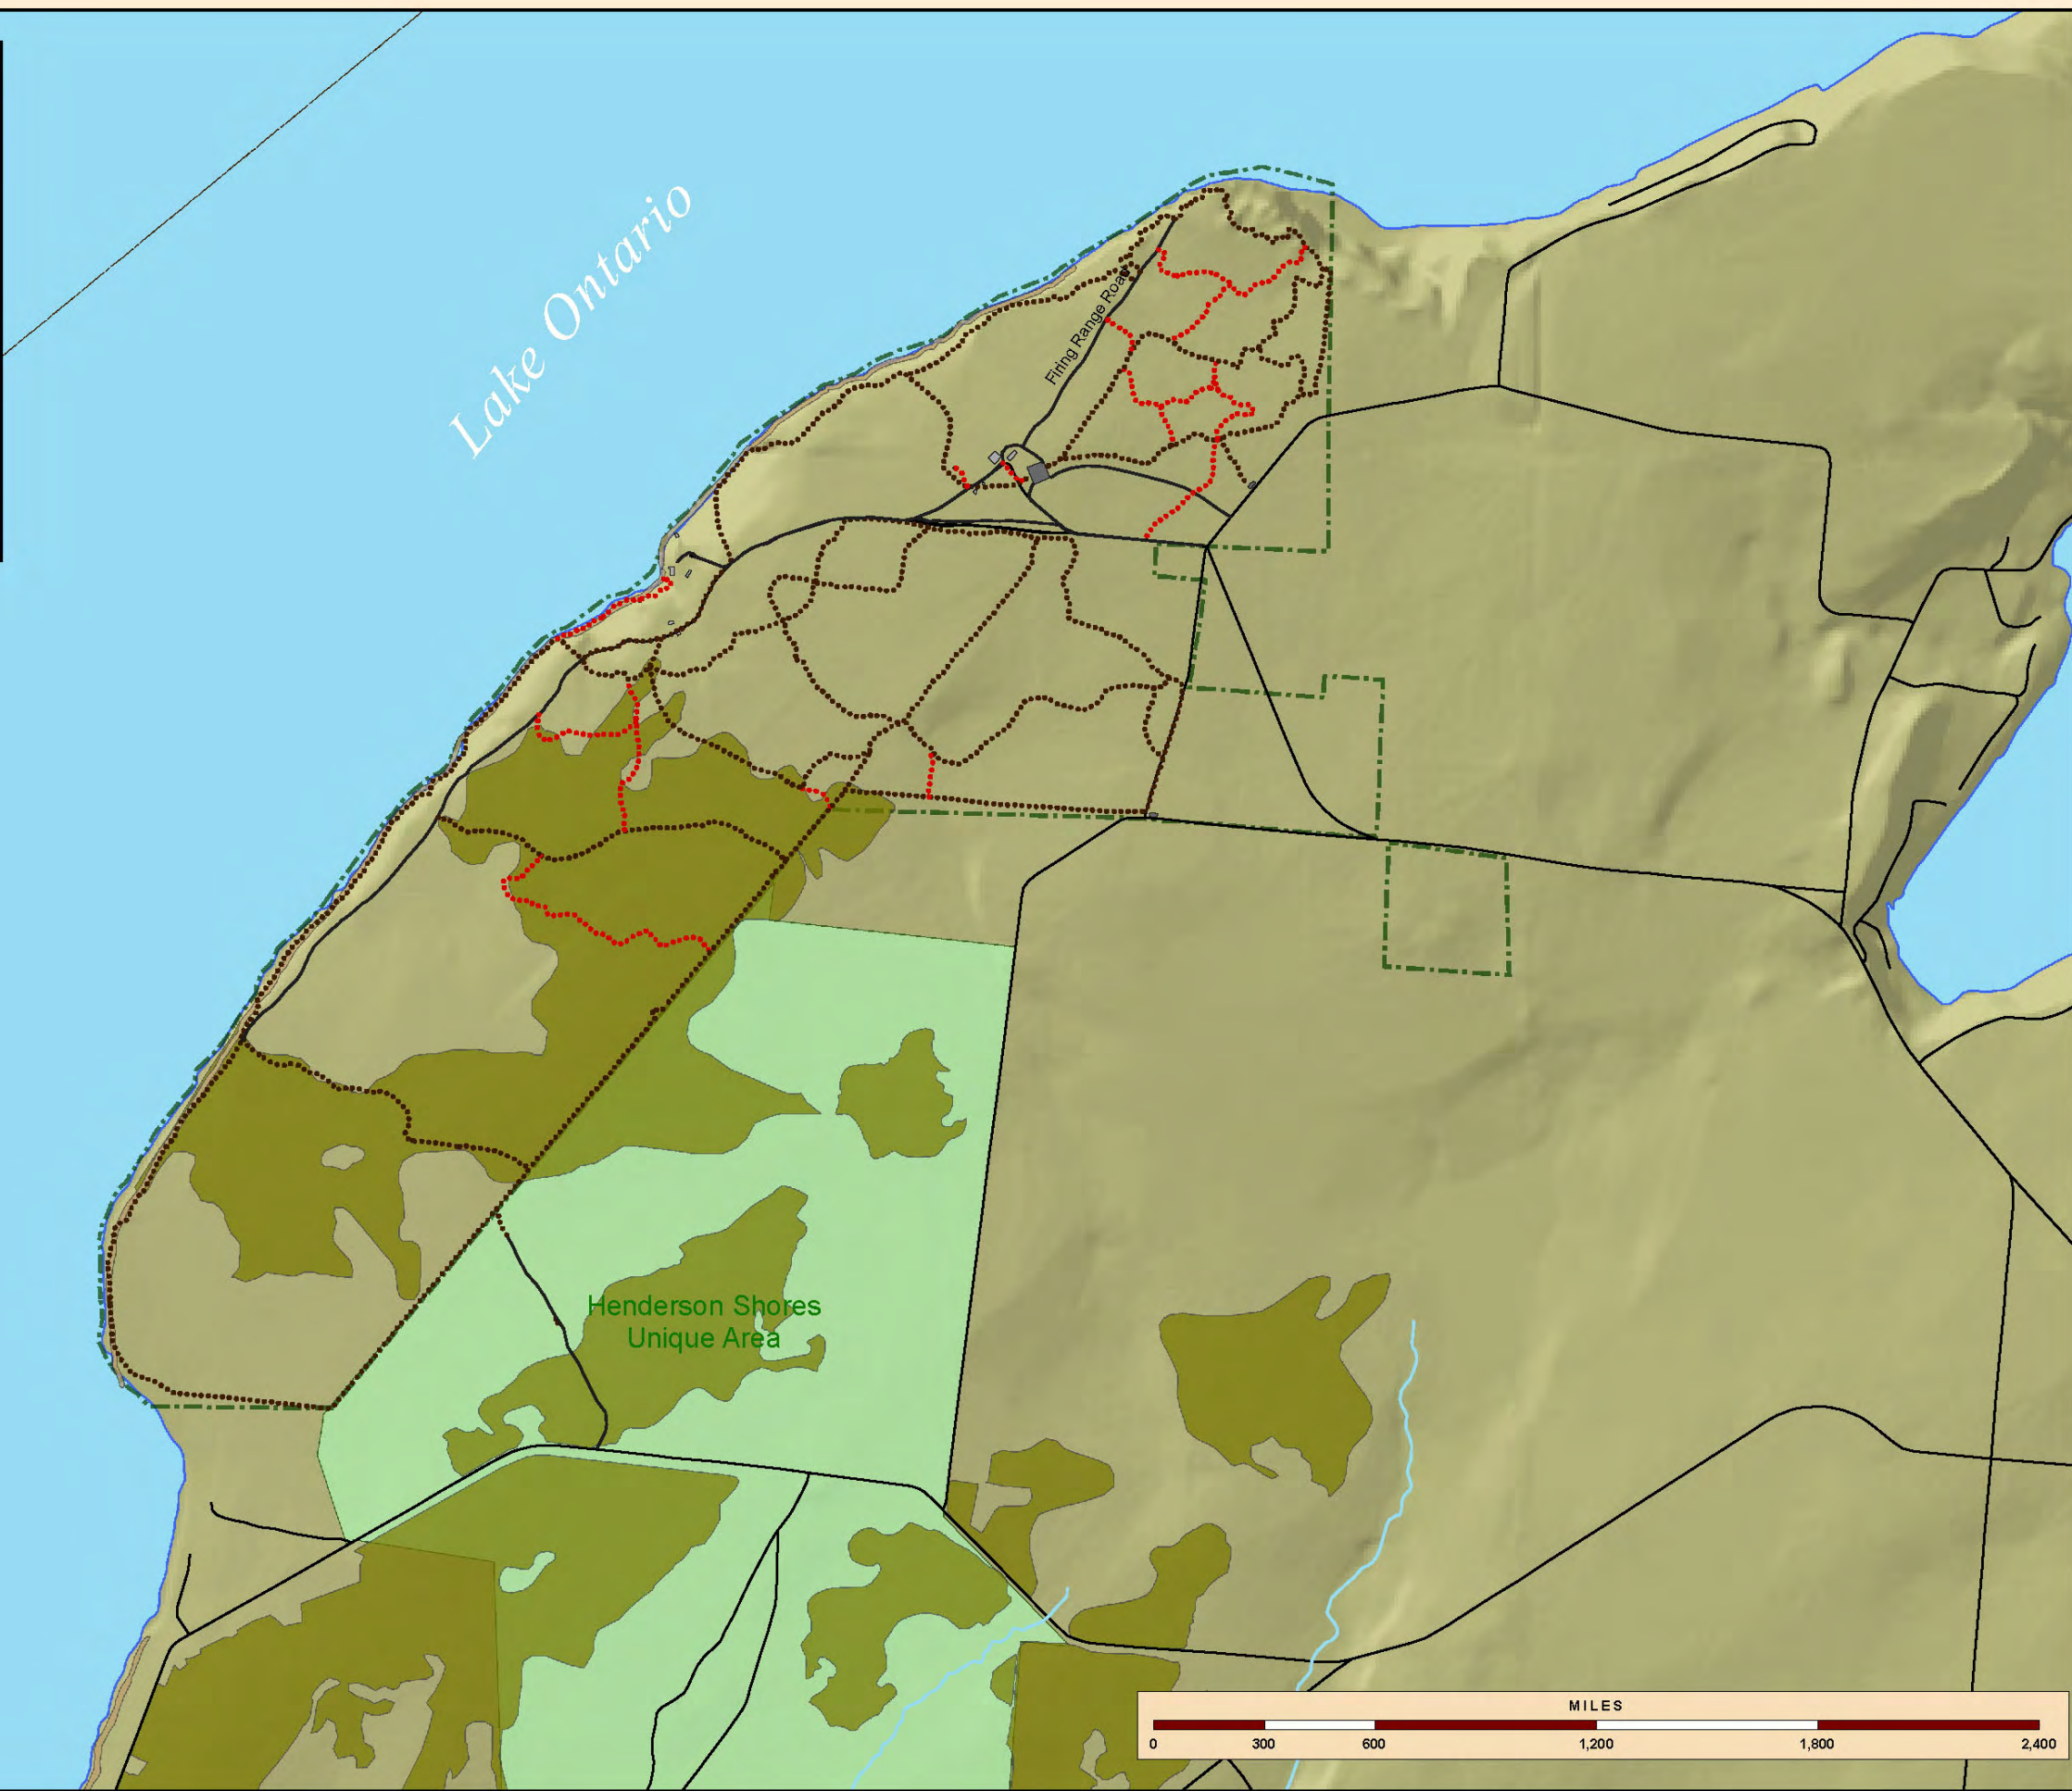 Lake Ontario
Firing Range Road
Henderson Shores
Unique Area
MILES
0 300 600 1,200 1,800 2,400